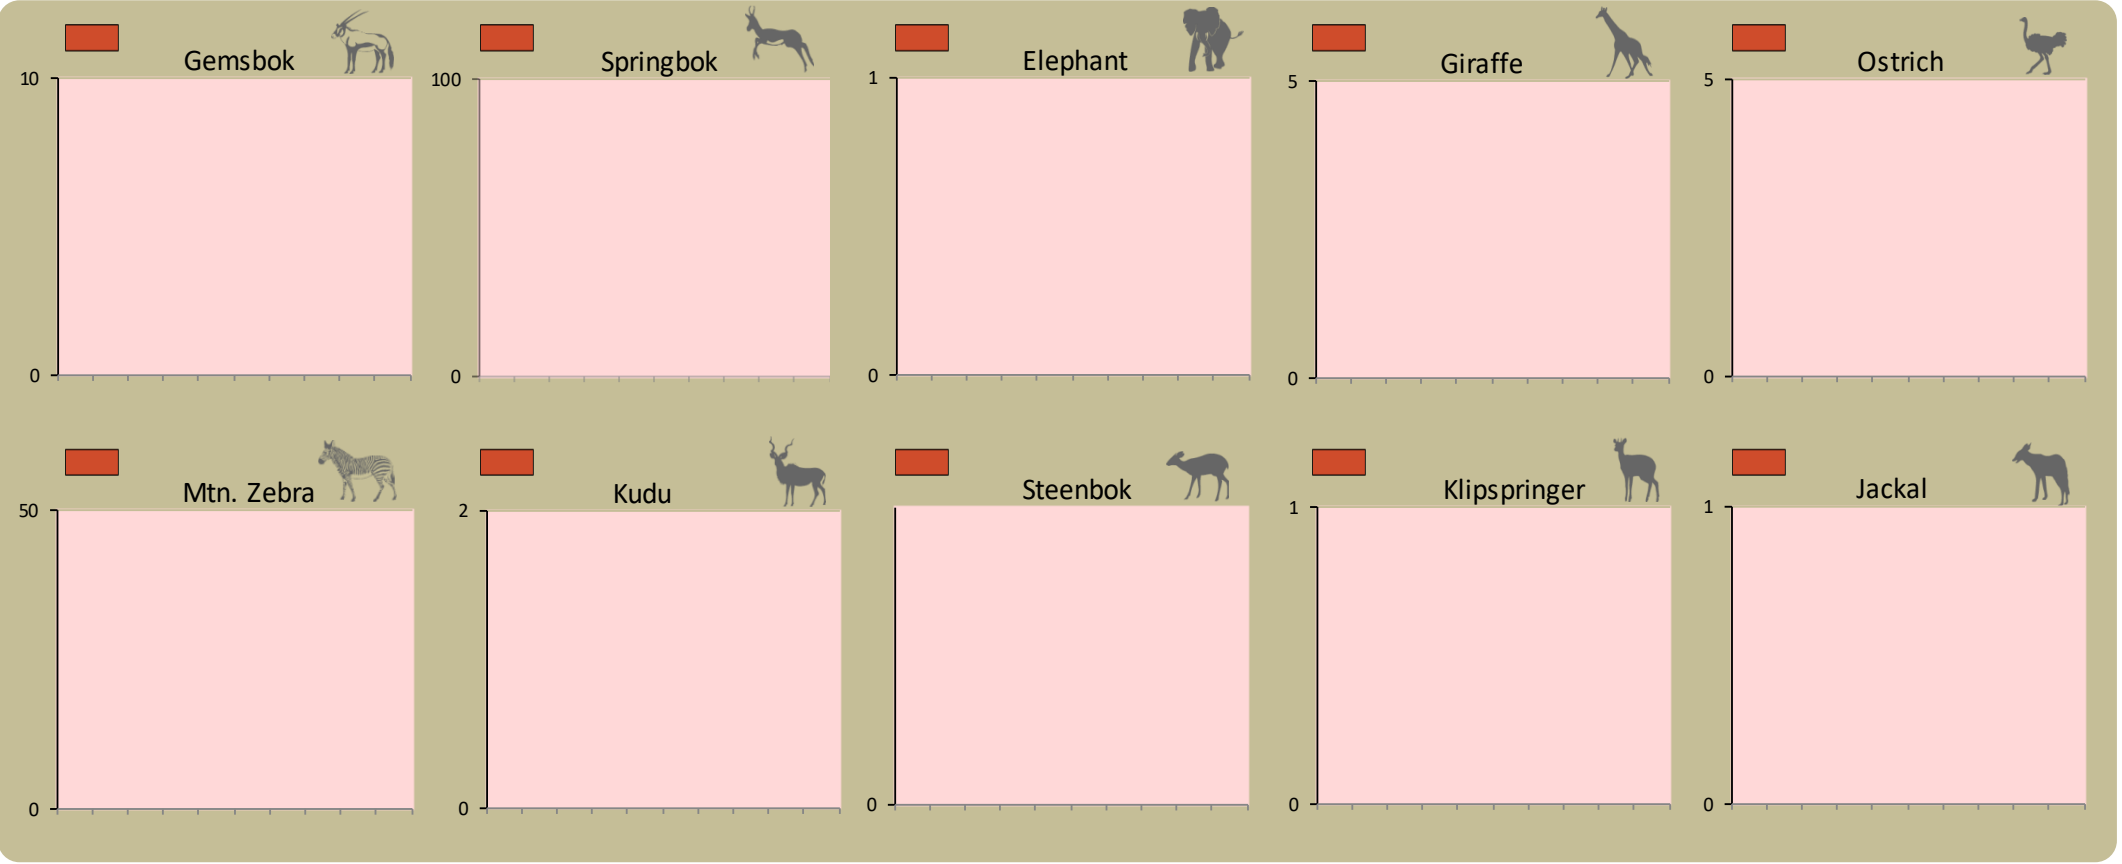 Gemsbok
10
0
Springbok
100
0
Elephant
1
0
Giraffe
5
0
Ostrich
5
0
Mtn. Zebra
50
0
Kudu
2
0
Steenbok
0
Klipspringer
1
0
Jackal
1
0